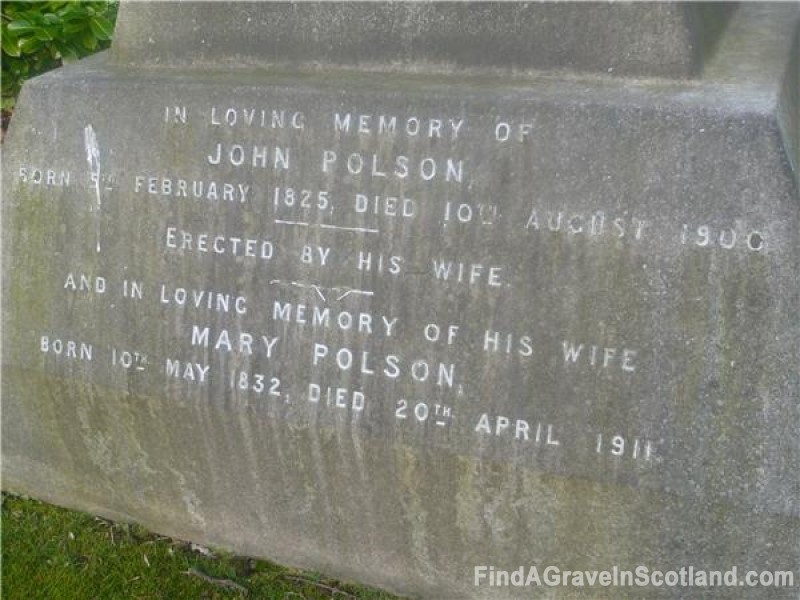 IN LOVING MEMORY OF
JOHN POLSON,
BORN 5TH FEBRUARY 1825, DIED 10TH AUGUST 1900
ERECTED BY HIS WIFE.
AND IN LOVING MEMORY OF HIS WIFE
MARY POLSON,
BORN 10TH MAY 1832, DIED 20TH APRIL 1911.
FindAGraveInScotland.com